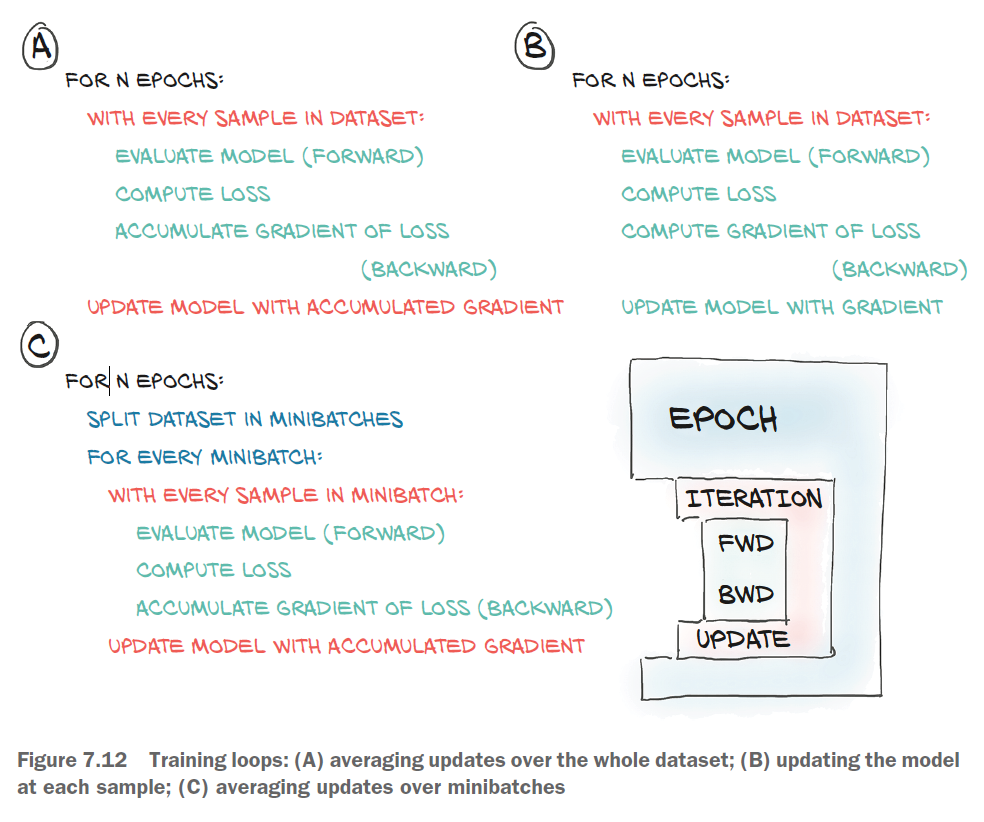 A
FOR N EPOCHS:
WITH EVERY SAMPLE IN DATASET:
EVALUATE MODEL (FORWARD)
COMPUTE LOSS
ACCUMULATE GRADIENT OF LOSS
(BACKWARD)
UPDATE MODEL WITH ACCUMULATED GRADIENT
B
FOR N EPOCHS:
WITH EVERY SAMPLE IN DATASET:
EVALUATE MODEL (FORWARD)
COMPUTE LOSS
COMPUTE GRADIENT OF LOSS
(BACKWARD)
UPDATE MODEL WITH GRADIENT
C
FOR N EPOCHS:
SPLIT DATASET IN MINIBATCHES
FOR EVERY MINIBATCH:
WITH EVERY SAMPLE IN MINIBATCH:
EVALUATE MODEL (FORWARD)
COMPUTE LOSS
ACCUMULATE GRADIENT OF LOSS (BACKWARD)
UPDATE MODEL WITH ACCUMULATED GRADIENT
EPOCH
ITERATION
FWD
BWD
UPDATE
Figure 7.12 Training loops: (A) averaging updates over the whole dataset; (B) updating the model
at each sample; (C) averaging updates over minibatches